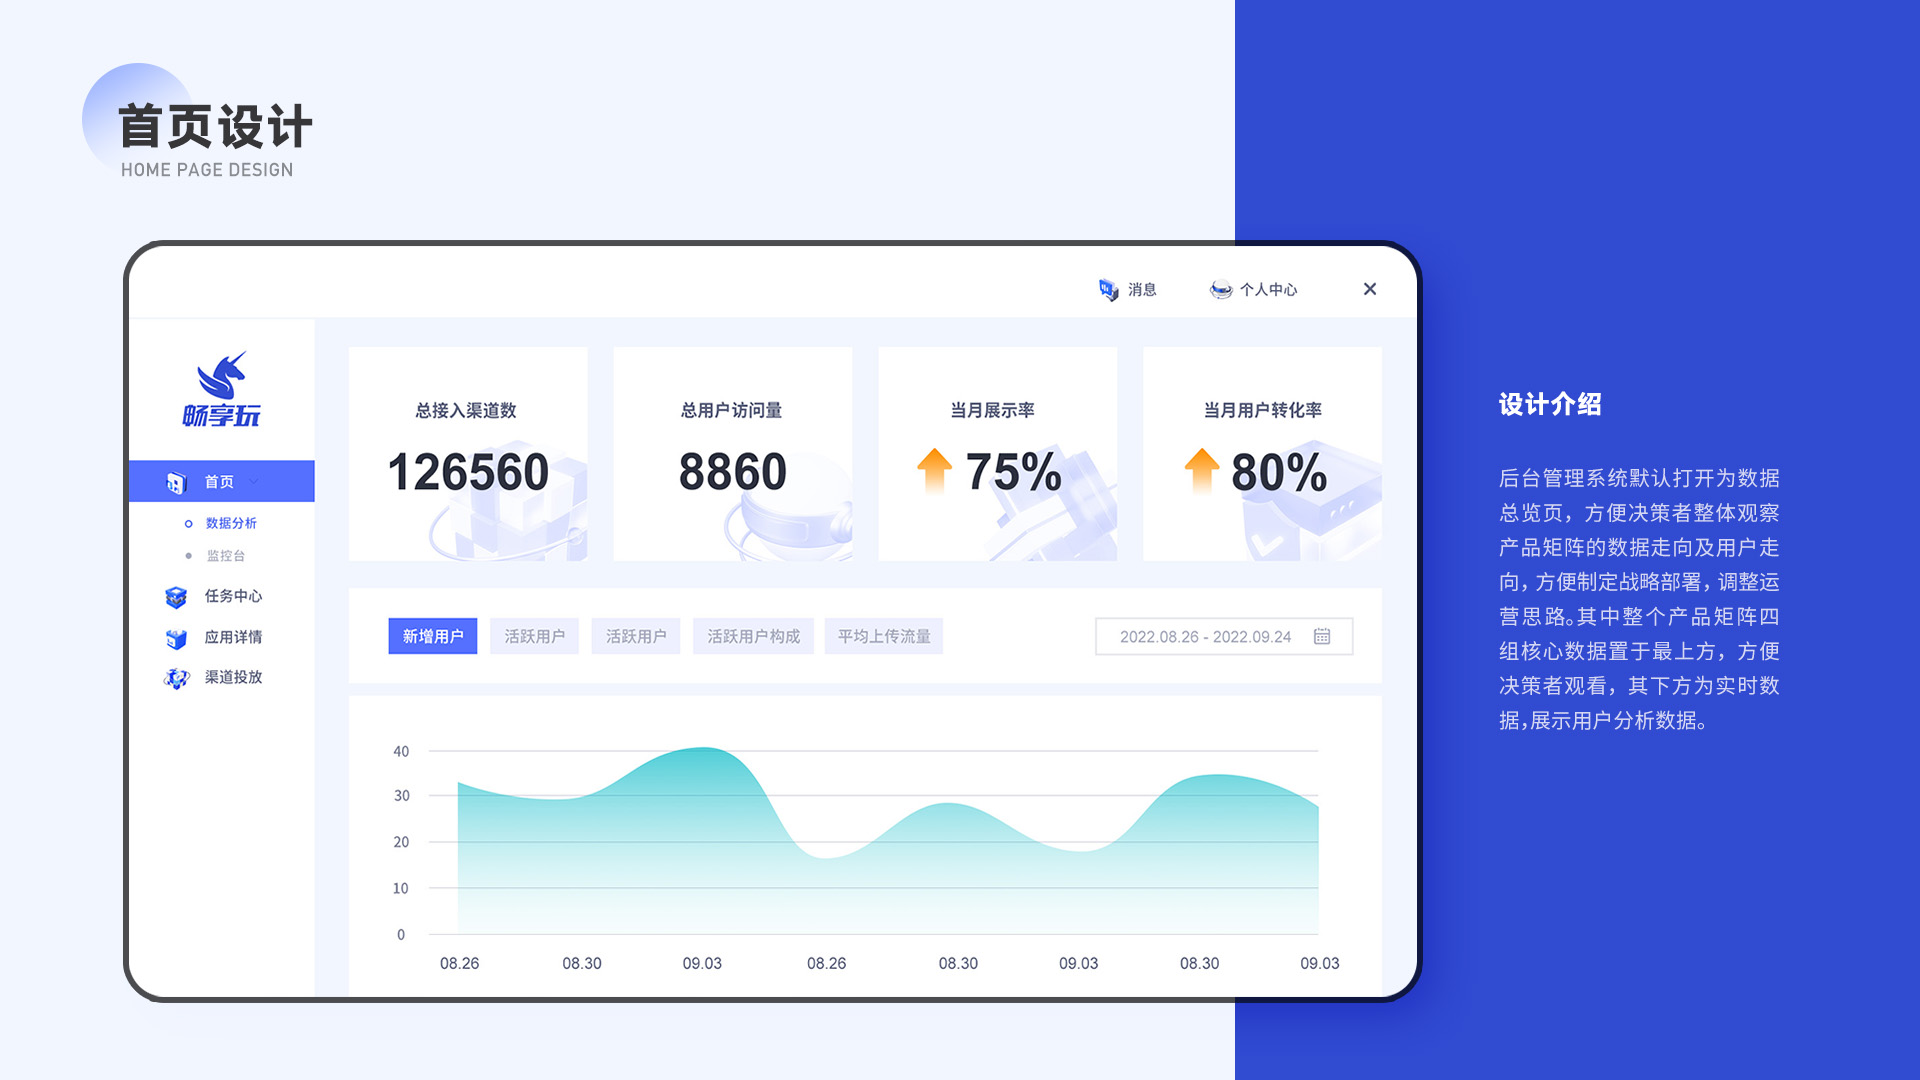 首页设计
HOME PAGE DESIGN
消息
个人中心
畅享玩
首页
数据分析
监控台
任务中心
应用详情
渠道投放
总接入渠道数
126560
总用户访问量
8860
当月展示率
75%
当月用户转化率
80%
新增用户
活跃用户
活跃用户
活跃用户构成
平均上传流量
2022.08.26 - 2022.09.24
40
30
20
10
0
08.26
08.30
09.03
08.26
08.30
09.03
08.30
09.03
设计介绍
后台管理系统默认打开为数据
总览页，方便决策者整体观察
产品矩阵的数据走向及用户走
向，方便制定战略部署，调整运
营思路。其中整个产品矩阵四
组核心数据置于最上方，方便
决策者观看，其下方为实时数
据，展示用户分析数据。